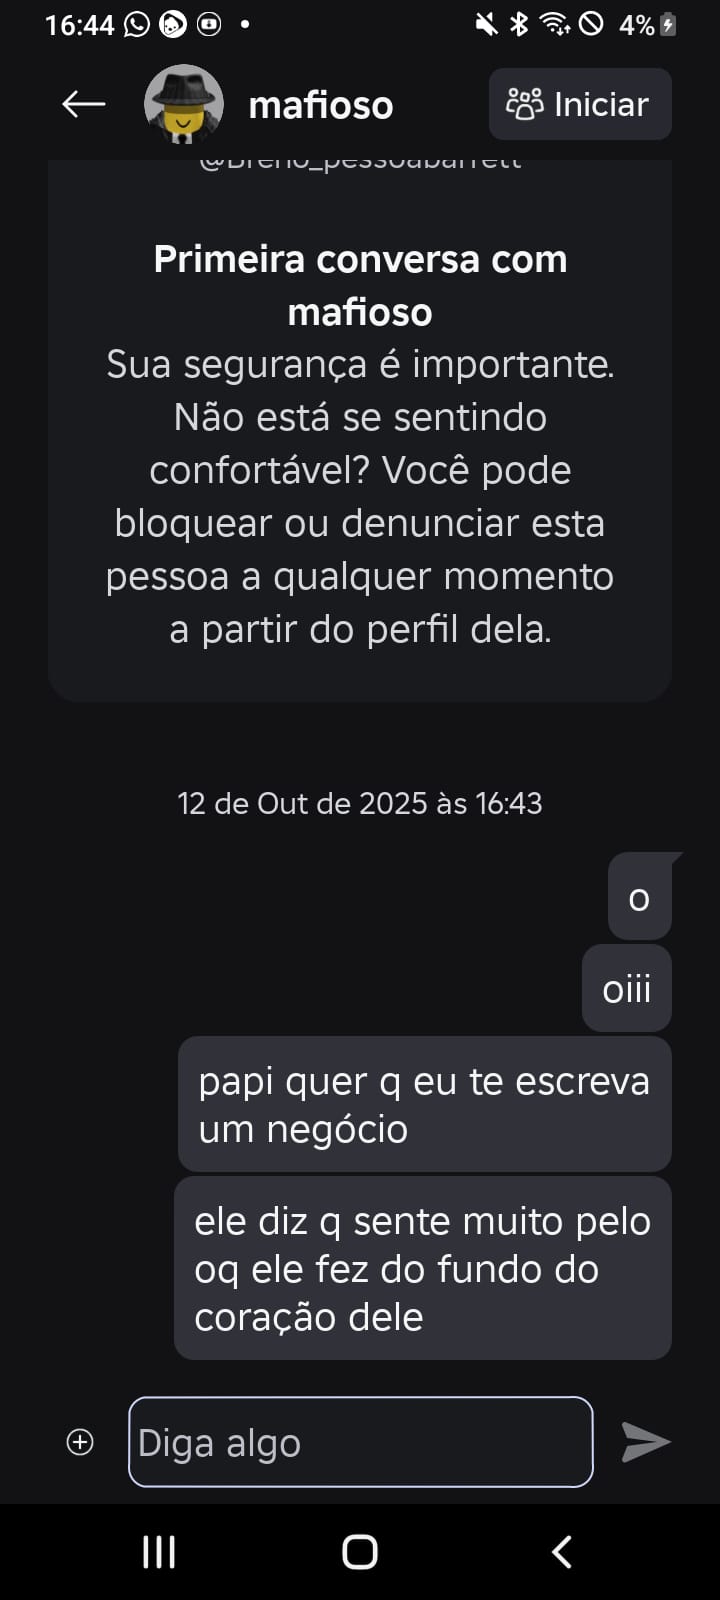 16:44
4%
mafioso
Iniciar
@Breno_pessoabarrett
Primeira conversa com
mafioso
Sua segurança é importante.
Não está se sentindo
confortável? Você pode
bloquear ou denunciar esta
pessoa a qualquer momento
a partir do perfil dela.
12 de Out de 2025 às 16:43
o
oiii
papi quer q eu te escreva
um negócio
ele diz q sente muito pelo
oq ele fez do fundo do
coração dele
Diga algo